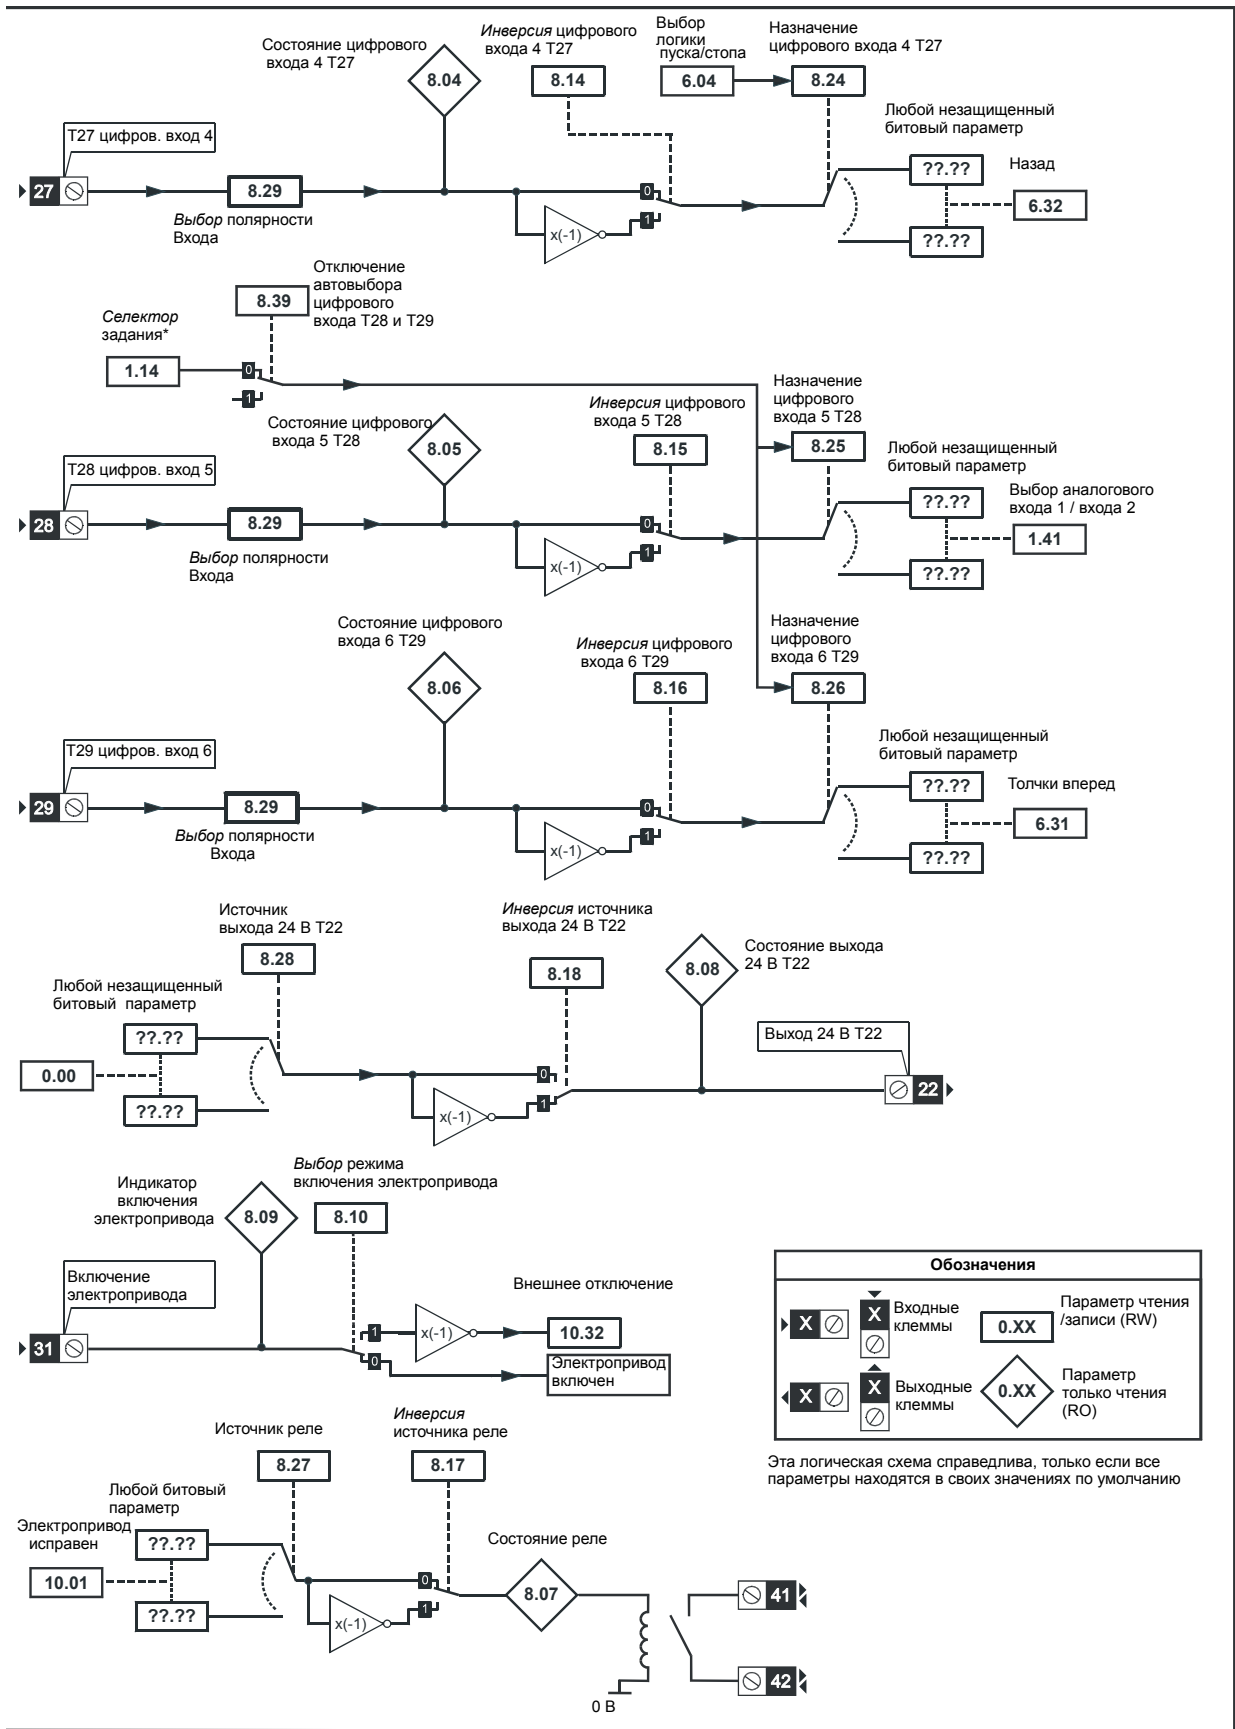 Состояние цифрового
входа 4 T27
8.04
Инверсия цифрового
входа 4 T27
8.14
Выбор
логики
пуска/стопа
6.04
Назначение
цифрового входа 4 T27
8.24
Любой незащищенный
битовый параметр
T27 цифров. вход 4
27
8.29
Выбор полярности
Входа
0
1
x(-1)
??.??
??.??
Назад
6.32
Отключение
автовыбора
цифрового
входа T28 и T29
8.39
Селектор
задания*
1.14
0
1
Состояние цифрового
входа 5 T28
8.05
Инверсия цифрового
входа 5 T28
8.15
Назначение
цифрового
входа 5 T28
8.25
Любой незащищенный
битовый параметр
T28 цифров. вход 5
28
8.29
Выбор полярности
Входа
0
1
x(-1)
??.??
??.??
Выбор аналогового
входа 1 / входа 2
1.41
Состояние цифрового
входа 6 T29
8.06
Инверсия цифрового
входа 6 T29
8.16
Назначение
цифрового
входа 6 T29
8.26
Любой незащищенный
битовый параметр
T29 цифров. вход 6
29
8.29
Выбор полярности
Входа
0
1
x(-1)
??.??
??.??
Толчки вперед
6.31
Источник
выхода 24 В T22
8.28
Инверсия источника
выхода 24 В T22
8.18
Состояние выхода
24 В T22
8.08
Любой незащищенный
битовый параметр
??.??
0.00
??.??
x(-1)
0
1
Выход 24 В T22
22
Индикатор
включения
электропривода
8.09
Выбор режима
включения электропривода
8.10
Включение
электропривода
31
1
0
x(-1)
Внешнее отключение
10.32
Электропривод
включен
Обозначения
X
X
Входные
клеммы
0.XX
Параметр чтения
/записи (RW)
X
X
Выходные
клеммы
0.XX
Параметр
только чтения
(RO)
Эта логическая схема справедлива, только если все
параметры находятся в своих значениях по умолчанию
Источник реле
8.27
Инверсия
источника реле
8.17
Любой битовый
параметр
Электропривод
исправен
??.??
10.01
??.??
x(-1)
0
1
Состояние реле
8.07
0 В
41
42